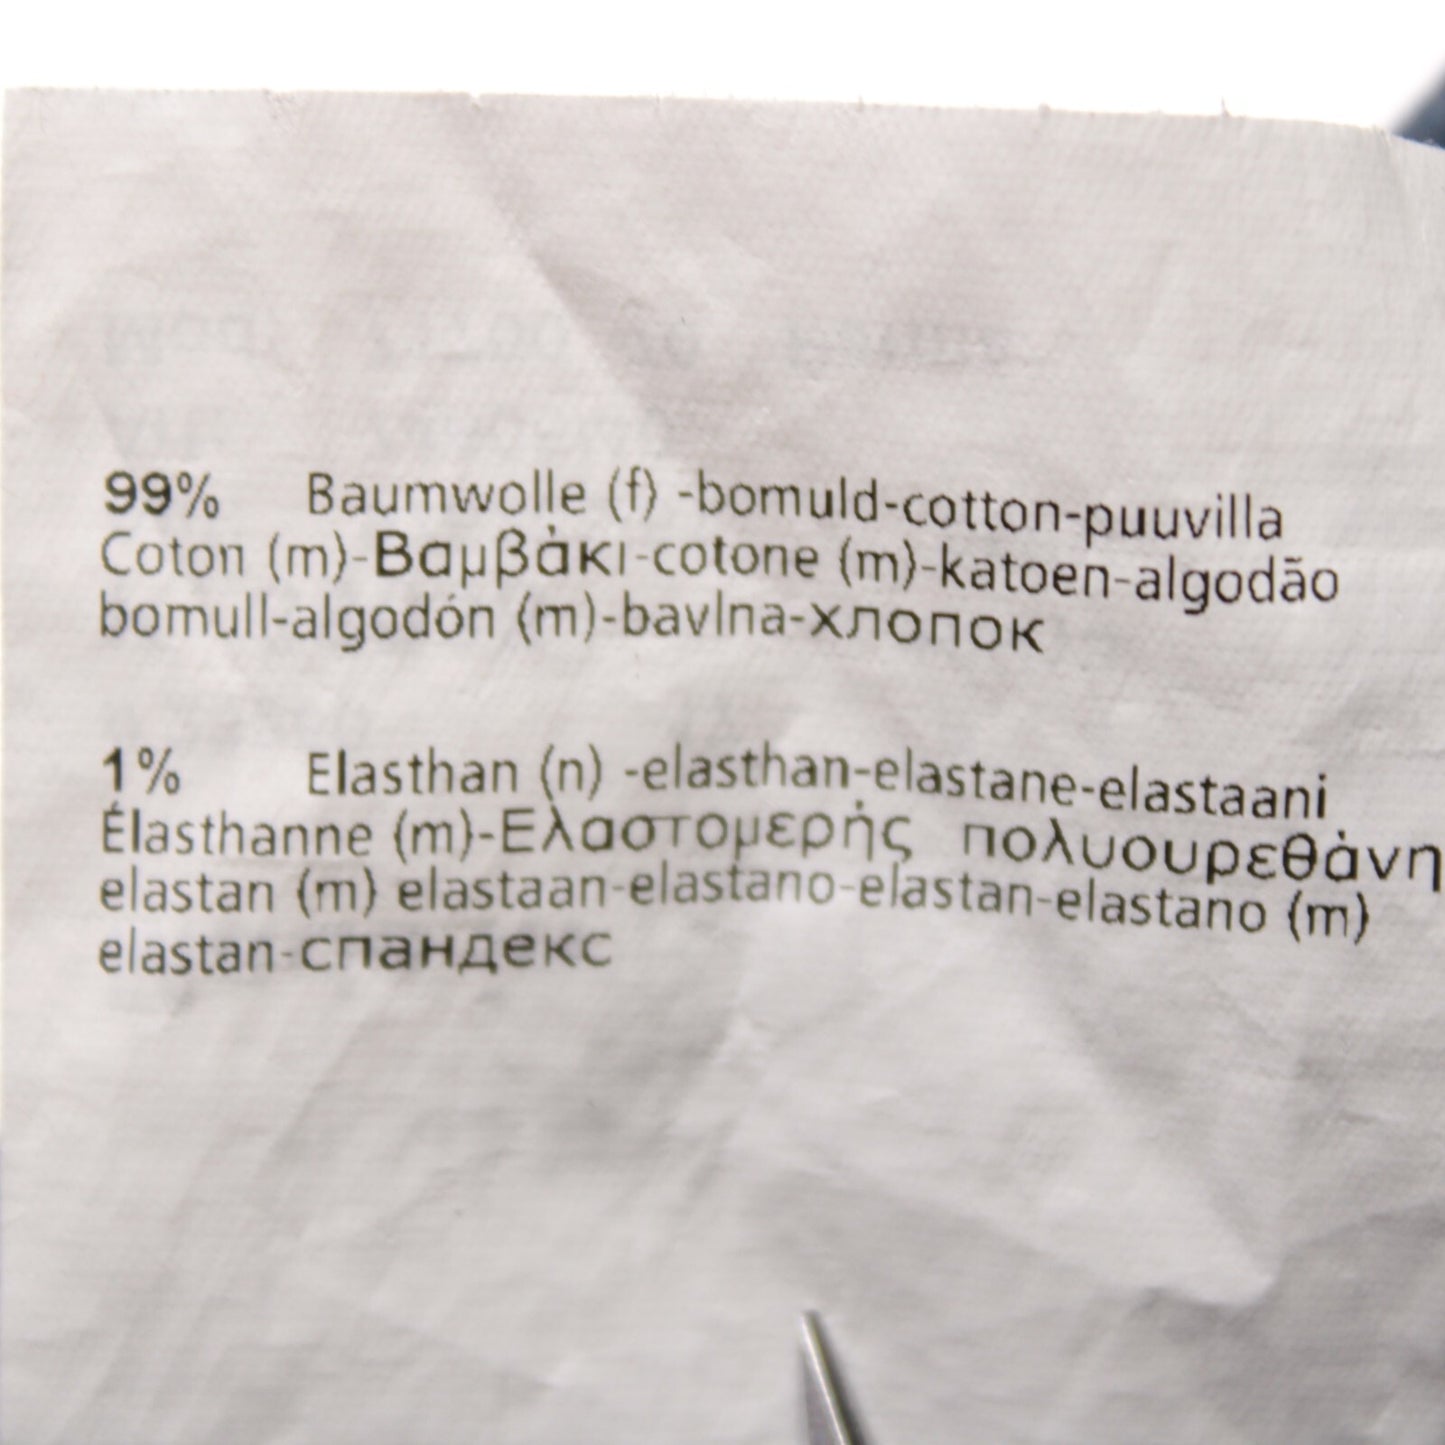 99% Baumwolle (f) -bomuld-cotton-puuvilla
Coton (m)-Βαμβάκι-cotone (m)-katoen-algodão
bomull-algodón (m)-bavlna-хлопок
1% Elasthan (n) -elasthan-elastane-elastaani
Élasthanne (m)-Ελαστομερής πολυουρεθάνη
elastan (m) elastaan-elastano-elastan-elastano (m)
elastan-спандекс